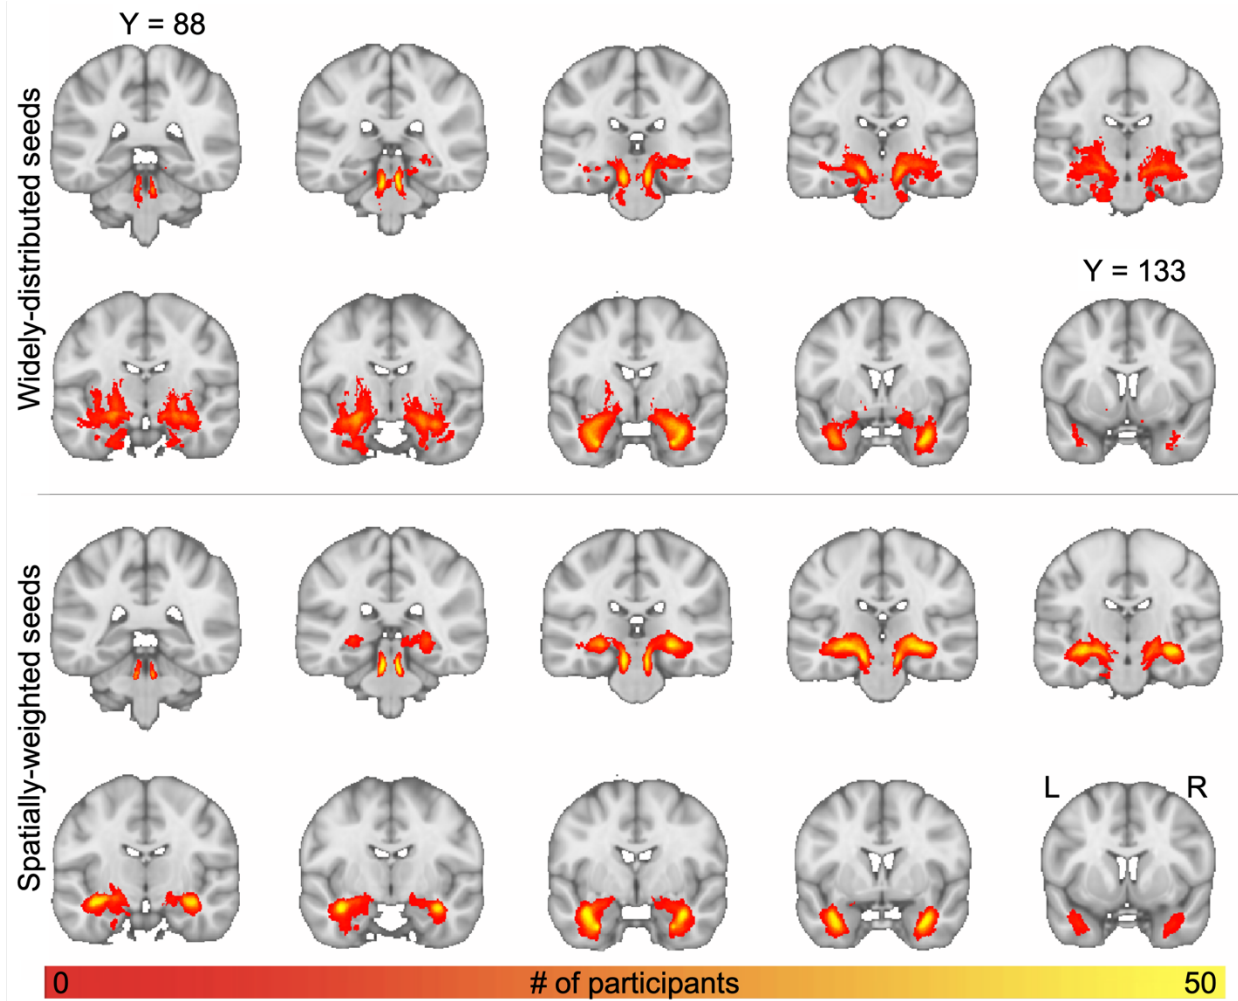 Y = 88
Widely-distributed seeds
Y = 133
Spatially-weighted seeds
L R
0 # of participants 50